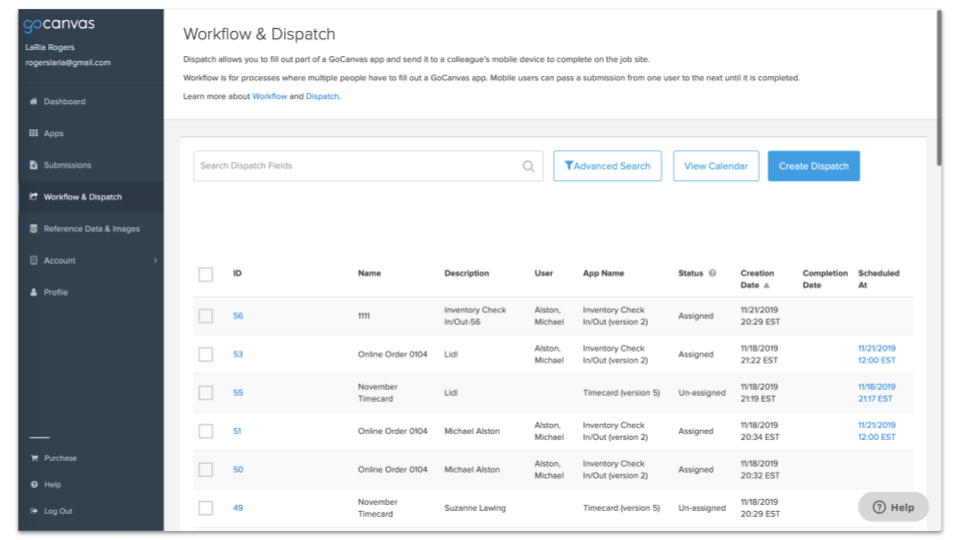 gocanvas
LaRia Rogers
rogerslaria@gmail.com
Dashboard
Apps
Submissions
Workflow & Dispatch
Reference Data & Images
Account
Profile
Purchase
Help
Log Out
Workflow & Dispatch
Dispatch allows you to fill out part of a GoCanvas app and send it to a colleague's mobile device to complete on the job site.
Workflow is for processes where multiple people have to fill out a GoCanvas app. Mobile users can pass a submission from one user to the next until it is completed.
Learn more about Workflow and Dispatch.
Search Dispatch Fields
Advanced Search
View Calendar
Create Dispatch
ID Name Description User App Name Status Creation Completion Scheduled
Date Date At
56 1111 Inventory Check Alston, Inventory Check Assigned 11/21/2019
In/Out-56 Michael In/Out (version 2) 20:29 EST
53 Online Order 0104 Lidl Alston, Inventory Check Assigned 11/18/2019 11/21/2019
Michael In/Out (version 2) 21:22 EST 12:00 EST
55 November Lidl Timecard (version 5) Un-assigned 11/18/2019 11/18/2019
Timecard 21:19 EST 21:17 EST
51 Online Order 0104 Michael Alston Alston, Inventory Check Assigned 11/18/2019 11/21/2019
Michael In/Out (version 2) 20:34 EST 12:00 EST
50 Online Order 0104 Michael Alston Alston, Inventory Check Assigned 11/18/2019
Michael In/Out (version 2) 20:32 EST
49 November Suzanne Lawing Timecard (version 5) Un-assigned 11/18/2019
Timecard 20:29 EST
Help